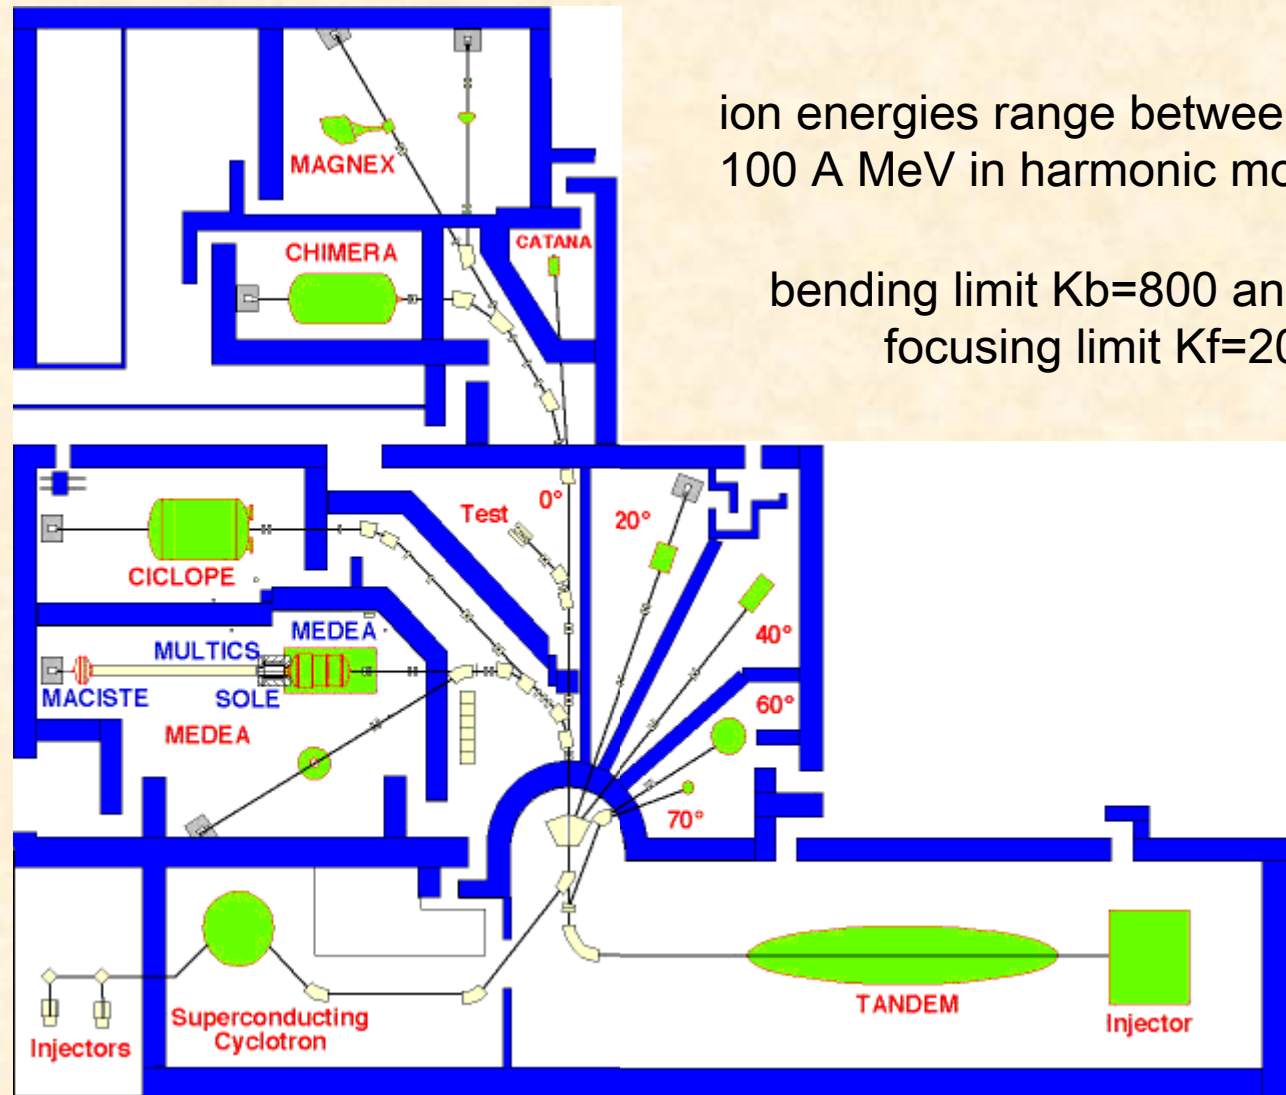 ion energies range betwee
100 A MeV in harmonic mo
bending limit Kb=800 an
focusing limit Kf=20
MAGNEX
CATANA
CHIMERA
Test
0°
20°
CICLOPE
40°
MEDEA
MULTICS
MACISTE
SOLE
60°
MEDEA
70°
TANDEM
Superconducting
Cyclotron
Injector
Injectors